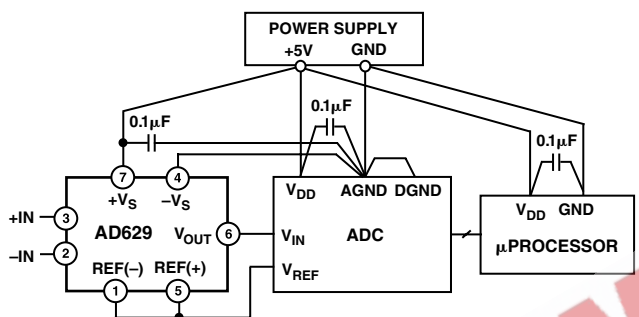 POWER SUPPLY
+5V GND
0.1µF
0.1µF
0.1µF
7 4
+VS –VS
VDD AGND DGND
VDD GND
+IN 3
AD629
VOUT 6
VIN
ADC
µPROCESSOR
–IN 2
REF(–) REF(+)
VREF
1 5